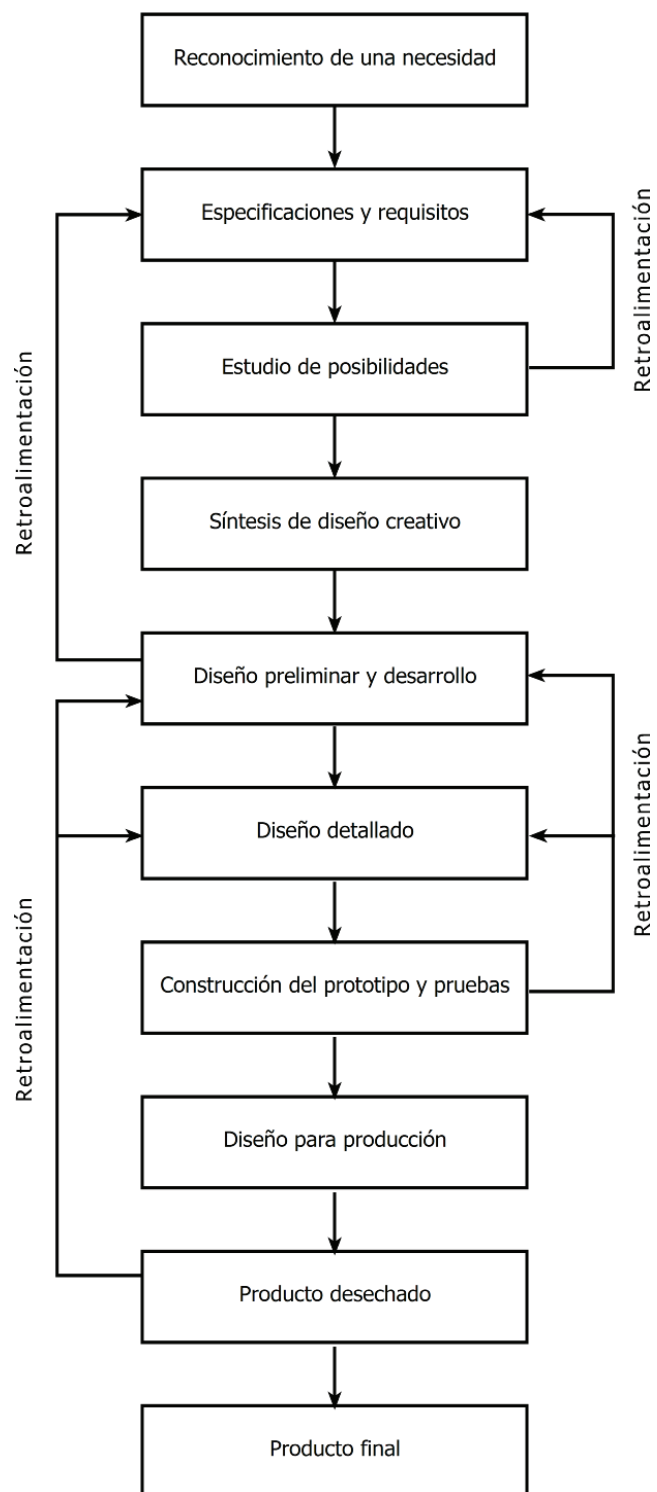 Reconocimiento de una necesidad
Especificaciones y requisitos
Retroalimentación
Estudio de posibilidades
Retroalimentación
Síntesis de diseño creativo
Diseño preliminar y desarrollo
Retroalimentación
Diseño detallado
Retroalimentación
Construcción del prototipo y pruebas
Diseño para producción
Producto desechado
Producto final